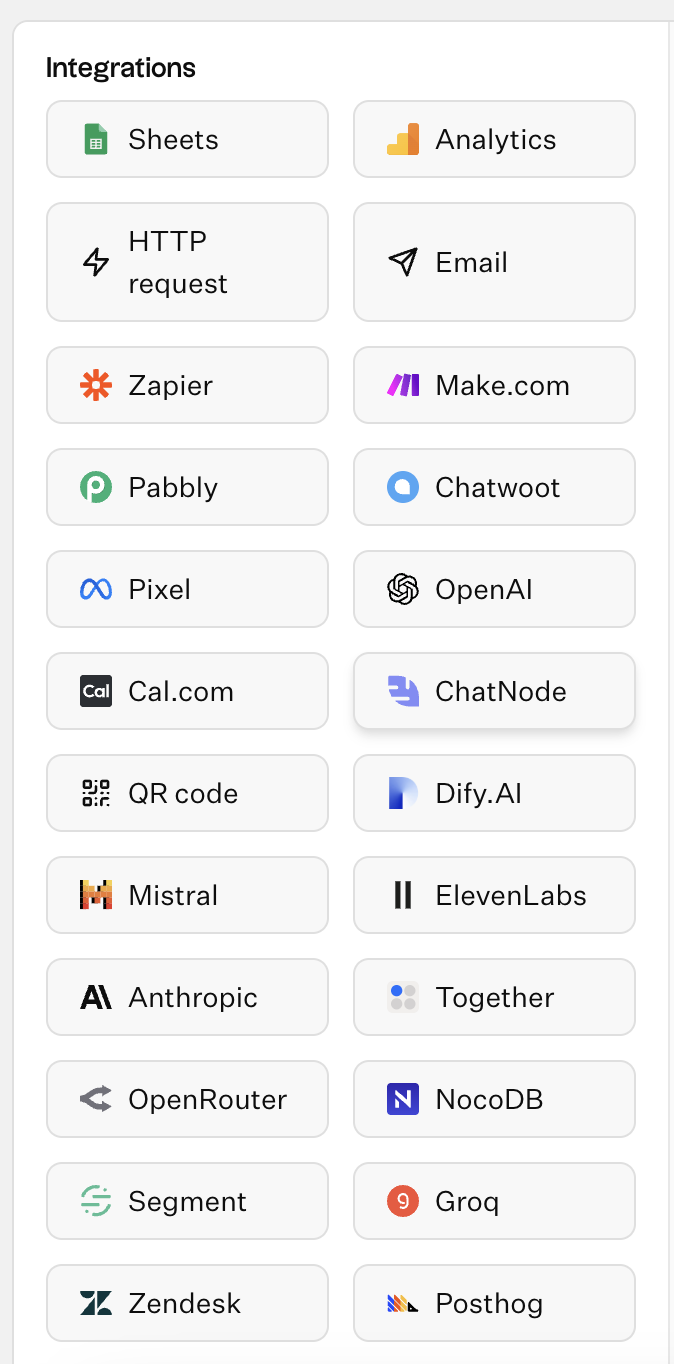 Integrations
Sheets
Analytics
HTTP
request
Email
Zapier
Make.com
Pabbly
Chatwoot
Pixel
OpenAI
Cal
Cal.com
ChatNode
QR code
Dify.AI
Mistral
ElevenLabs
Anthropic
Together
OpenRouter
NocoDB
Segment
Groq
Zendesk
Posthog